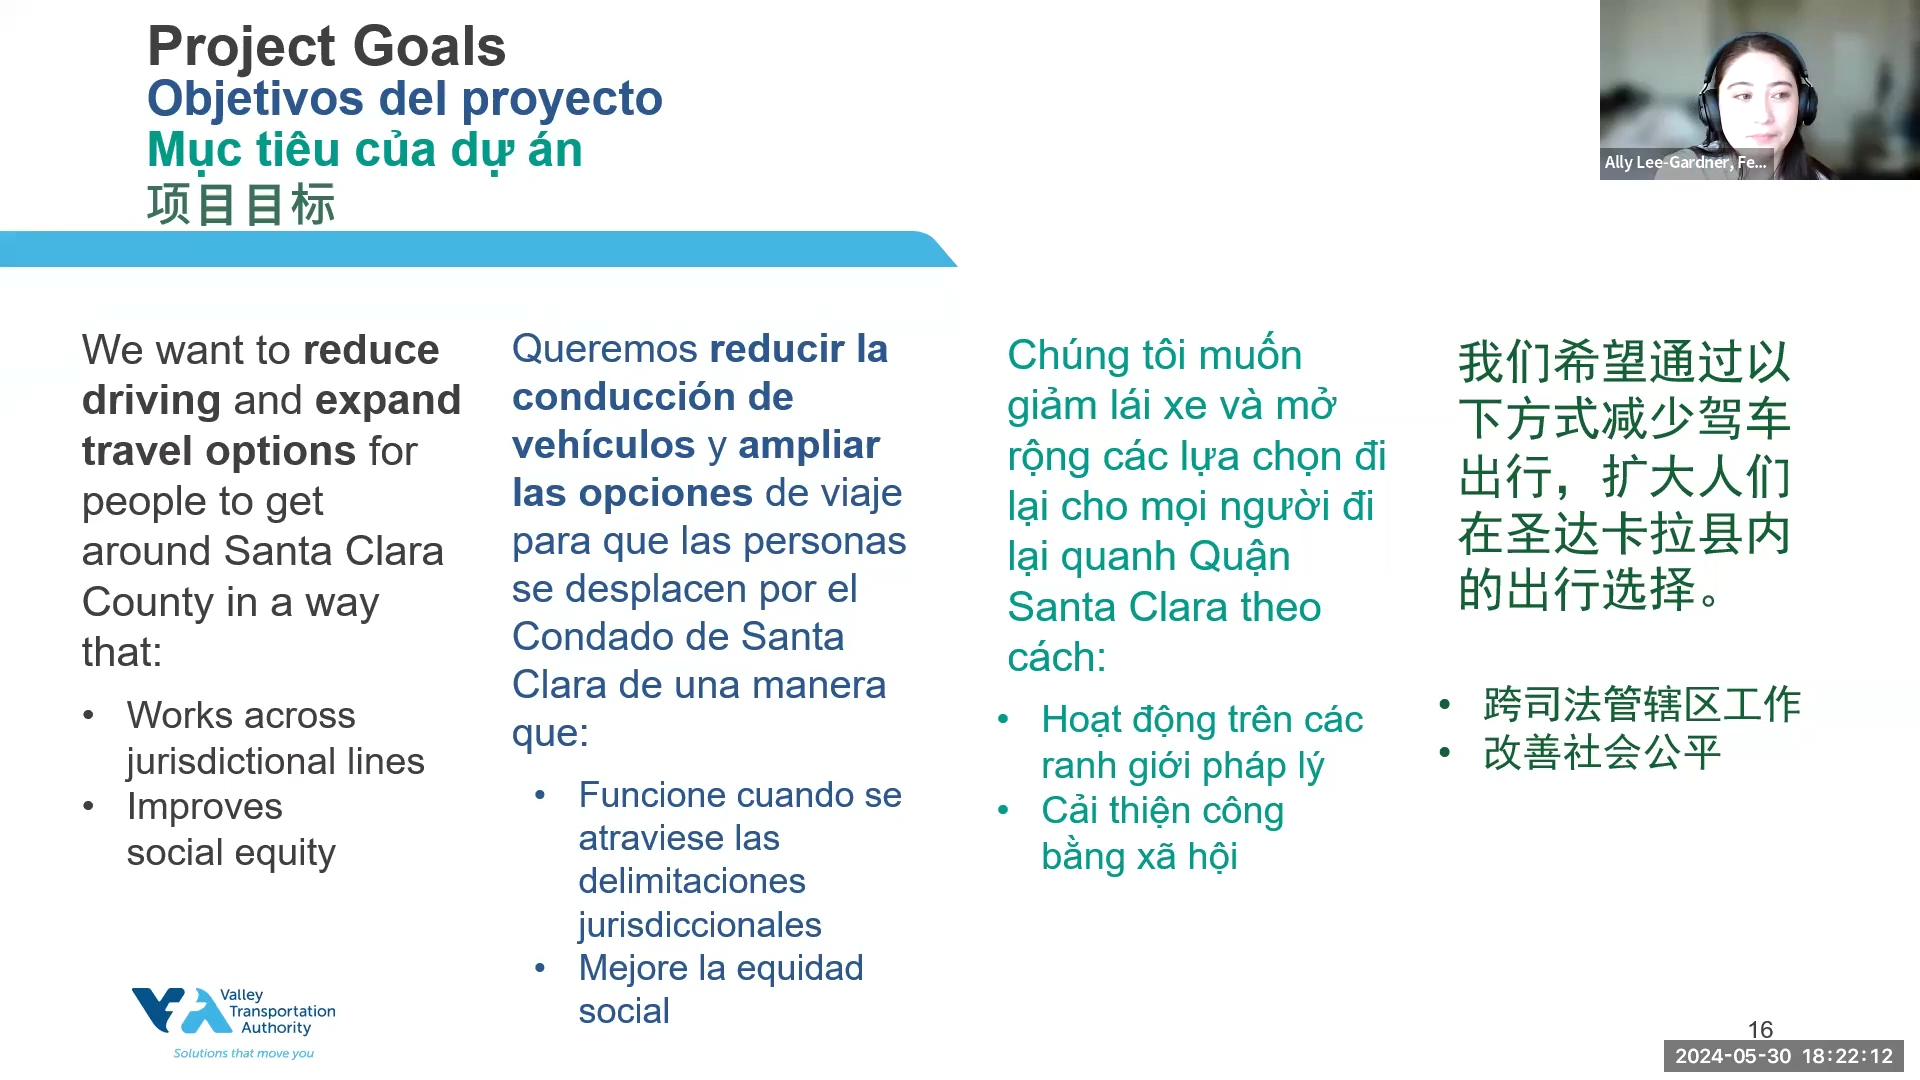 Project Goals
Objetivos del proyecto
Mục tiêu của dự án
项目目标
Ally Lee-Gardner, Fe...
We want to reduce
driving and expand
travel options for
people to get
around Santa Clara
County in a way
that:
• Works across
jurisdictional lines
• Improves
social equity
Queremos reducir la
conducción de
vehículos y ampliar
las opciones de viaje
para que las personas
se desplacen por el
Condado de Santa
Clara de una manera
que:
• Funcione cuando se
atraviese las
delimitaciones
jurisdiccionales
• Mejore la equidad
social
Chúng tôi muốn
giảm lái xe và mở
rộng các lựa chọn đi
lại cho mọi người đi
lại quanh Quận
Santa Clara theo
cách:
• Hoạt động trên các
ranh giới pháp lý
• Cải thiện công
bằng xã hội
我们希望通过以
下方式减少驾车
出行，扩大人们
在圣达卡拉县内
的出行选择。
• 跨司法管辖区工作
• 改善社会公平
VTA
Valley
Transportation
Authority
Solutions that move you
16
2024-05-30 18:22:12